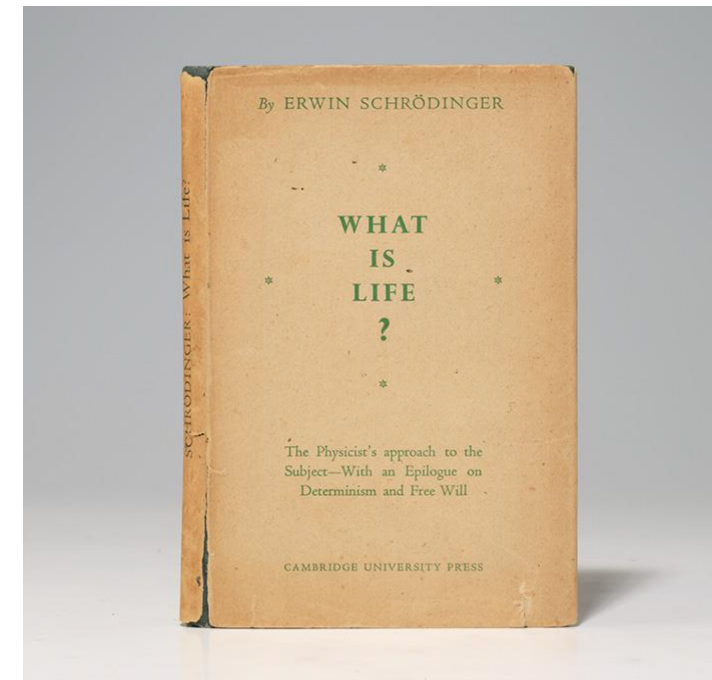 By ERWIN SCHRÖDINGER
WHAT
IS
LIFE
?
The Physicist's approach to the
Subject—With an Epilogue on
Determinism and Free Will
CAMBRIDGE UNIVERSITY PRESS
SCHRÖDINGER: What is Life?